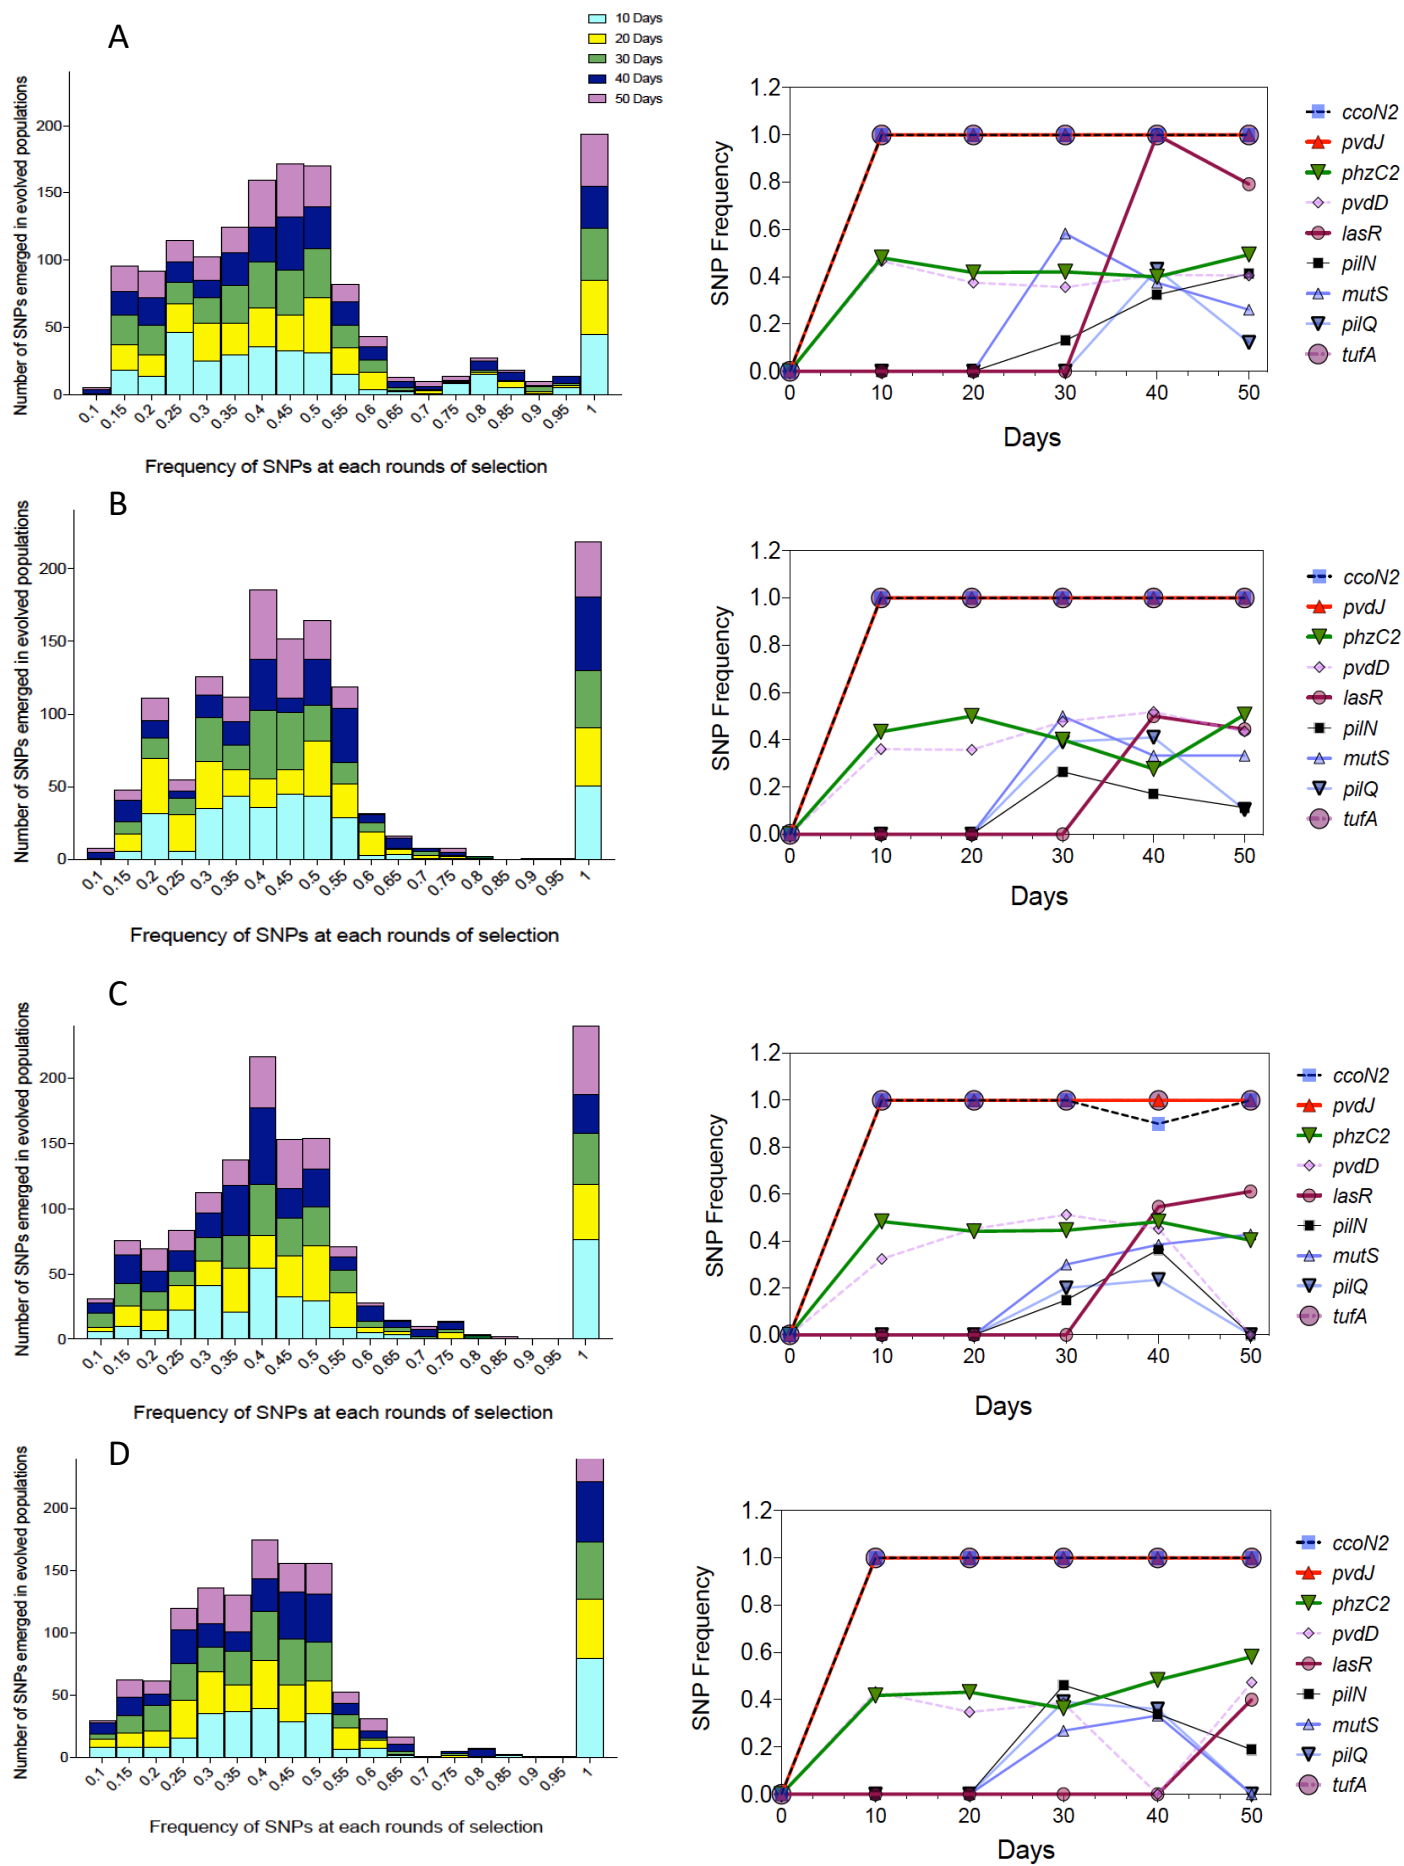 A
10 Days
20 Days
30 Days
40 Days
50 Days
Number of SNPs emerged in evolved populations
200
150
100
50
0
0.1 0.15 0.2 0.25 0.3 0.35 0.4 0.45 0.5 0.55 0.6 0.65 0.7 0.75 0.8 0.85 0.9 0.95 1
Frequency of SNPs at each rounds of selection
SNP Frequency
1.2
1.0
0.8
0.6
0.4
0.2
0.0
0 10 20 30 40 50
Days
ccoN2
pvdJ
phzC2
pvdD
lasR
pilN
mutS
pilQ
tufA
B
Number of SNPs emerged in evolved populations
200
150
100
50
0
0.1 0.15 0.2 0.25 0.3 0.35 0.4 0.45 0.5 0.55 0.6 0.65 0.7 0.75 0.8 0.85 0.9 0.95 1
Frequency of SNPs at each rounds of selection
SNP Frequency
1.2
1.0
0.8
0.6
0.4
0.2
0.0
0 10 20 30 40 50
Days
ccoN2
pvdJ
phzC2
pvdD
lasR
pilN
mutS
pilQ
tufA
C
Number of SNPs emerged in evolved populations
200
150
100
50
0
0.1 0.15 0.2 0.25 0.3 0.35 0.4 0.45 0.5 0.55 0.6 0.65 0.7 0.75 0.8 0.85 0.9 0.95 1
Frequency of SNPs at each rounds of selection
SNP Frequency
1.2
1.0
0.8
0.6
0.4
0.2
0.0
0 10 20 30 40 50
Days
ccoN2
pvdJ
phzC2
pvdD
lasR
pilN
mutS
pilQ
tufA
D
Number of SNPs emerged in evolved populations
200
150
100
50
0
0.1 0.15 0.2 0.25 0.3 0.35 0.4 0.45 0.5 0.55 0.6 0.65 0.7 0.75 0.8 0.85 0.9 0.95 1
Frequency of SNPs at each rounds of selection
SNP Frequency
1.2
1.0
0.8
0.6
0.4
0.2
0.0
0 10 20 30 40 50
Days
ccoN2
pvdJ
phzC2
pvdD
lasR
pilN
mutS
pilQ
tufA